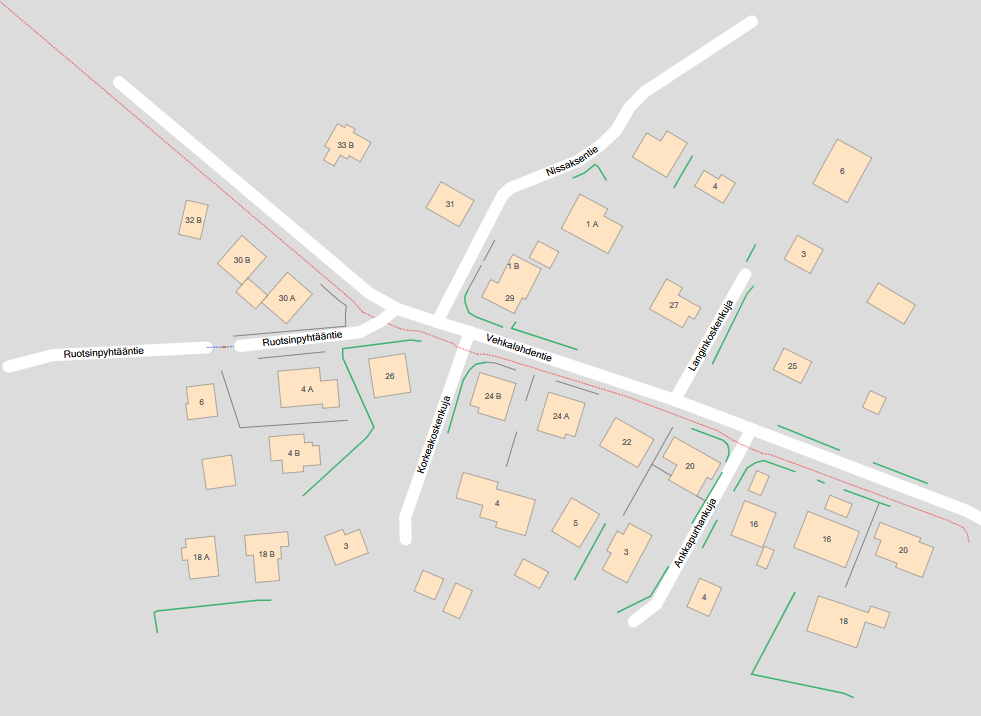 33 B
Nissaksentie
6
4
31
32 B
1 A
3
30 B
1 B
30 A
29
27
Ruotsinpyhtääntie
Ruotsinpyhtääntie
Vehkalahdentie
Langinkoskenkuja
25
26
4 A
6
24 B
24 A
Korkeakoskenkuja
22
4 B
20
4
5
16
16
Ankkapurhankuja
3
20
18 A
18 B
3
4
18